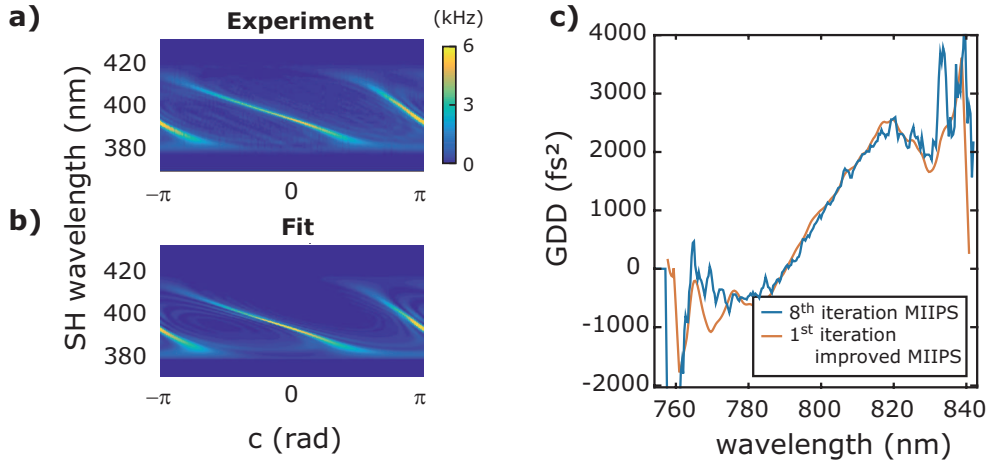 a)
Experiment
(kHz)
6
3
0
420
400
380
−π
0
π
b)
Fit
420
400
380
−π
0
π
SH wavelength (nm)
c (rad)
c)
4000
3000
2000
1000
0
-1000
-2000
GDD (fs²)
8th iteration MIIPS
1st iteration
improved MIIPS
760
780
800
820
840
wavelength (nm)